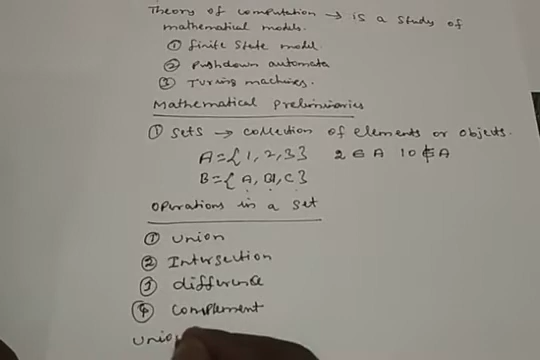 Theory of computation → is a study of
mathematical models.
① finite state model.
② Pushdown automata
③ Turing machines.
Mathematical Preliminaries
① Sets → collection of elements or objects.
A={1, 2, 3} 2 ∈ A 10 ∉ A
B={A, B, C}
Operations in a set
① Union
② Intersection
③ difference
④ Complement
Union